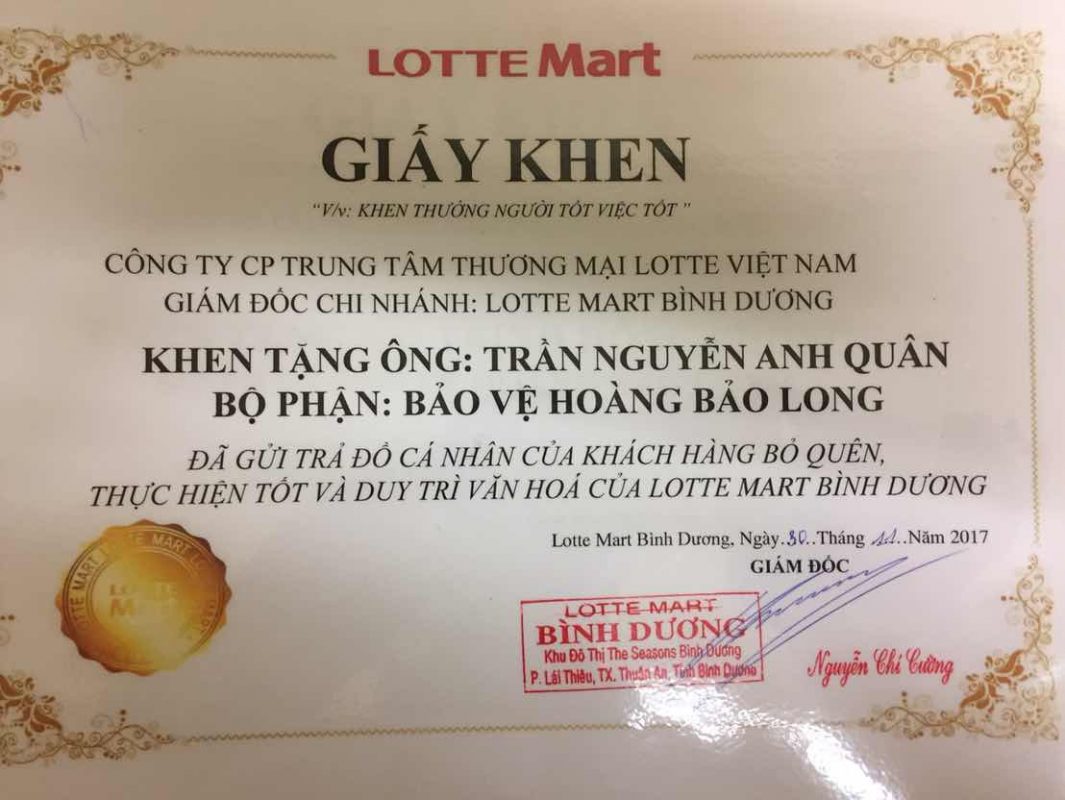 LOTTE Mart
GIẤY KHEN
"V/v: KHEN THƯỞNG NGƯỜI TỐT VIỆC TỐT"
CÔNG TY CP TRUNG TÂM THƯƠNG MẠI LOTTE VIỆT NAM
GIÁM ĐỐC CHI NHÁNH: LOTTE MART BÌNH DƯƠNG
KHEN TẶNG ÔNG: TRẦN NGUYỄN ANH QUÂN
BỘ PHẬN: BẢO VỆ HOÀNG BẢO LONG
ĐÃ GỬI TRẢ ĐỒ CÁ NHÂN CỦA KHÁCH HÀNG BỎ QUÊN,
THỰC HIỆN TỐT VÀ DUY TRÌ VĂN HOÁ CỦA LOTTE MART BÌNH DƯƠNG
Lotte Mart Bình Dương, Ngày.30..Tháng 11..Năm 2017
GIÁM ĐỐC
LOTTE MART
LOTTE Mart
LOTTE MART
BÌNH DƯƠNG
Khu Đô Thị The Seasons Bình Dương
P. Lái Thiêu, TX. Thuận An, Tỉnh Bình Dương
Nguyễn Chí Cường